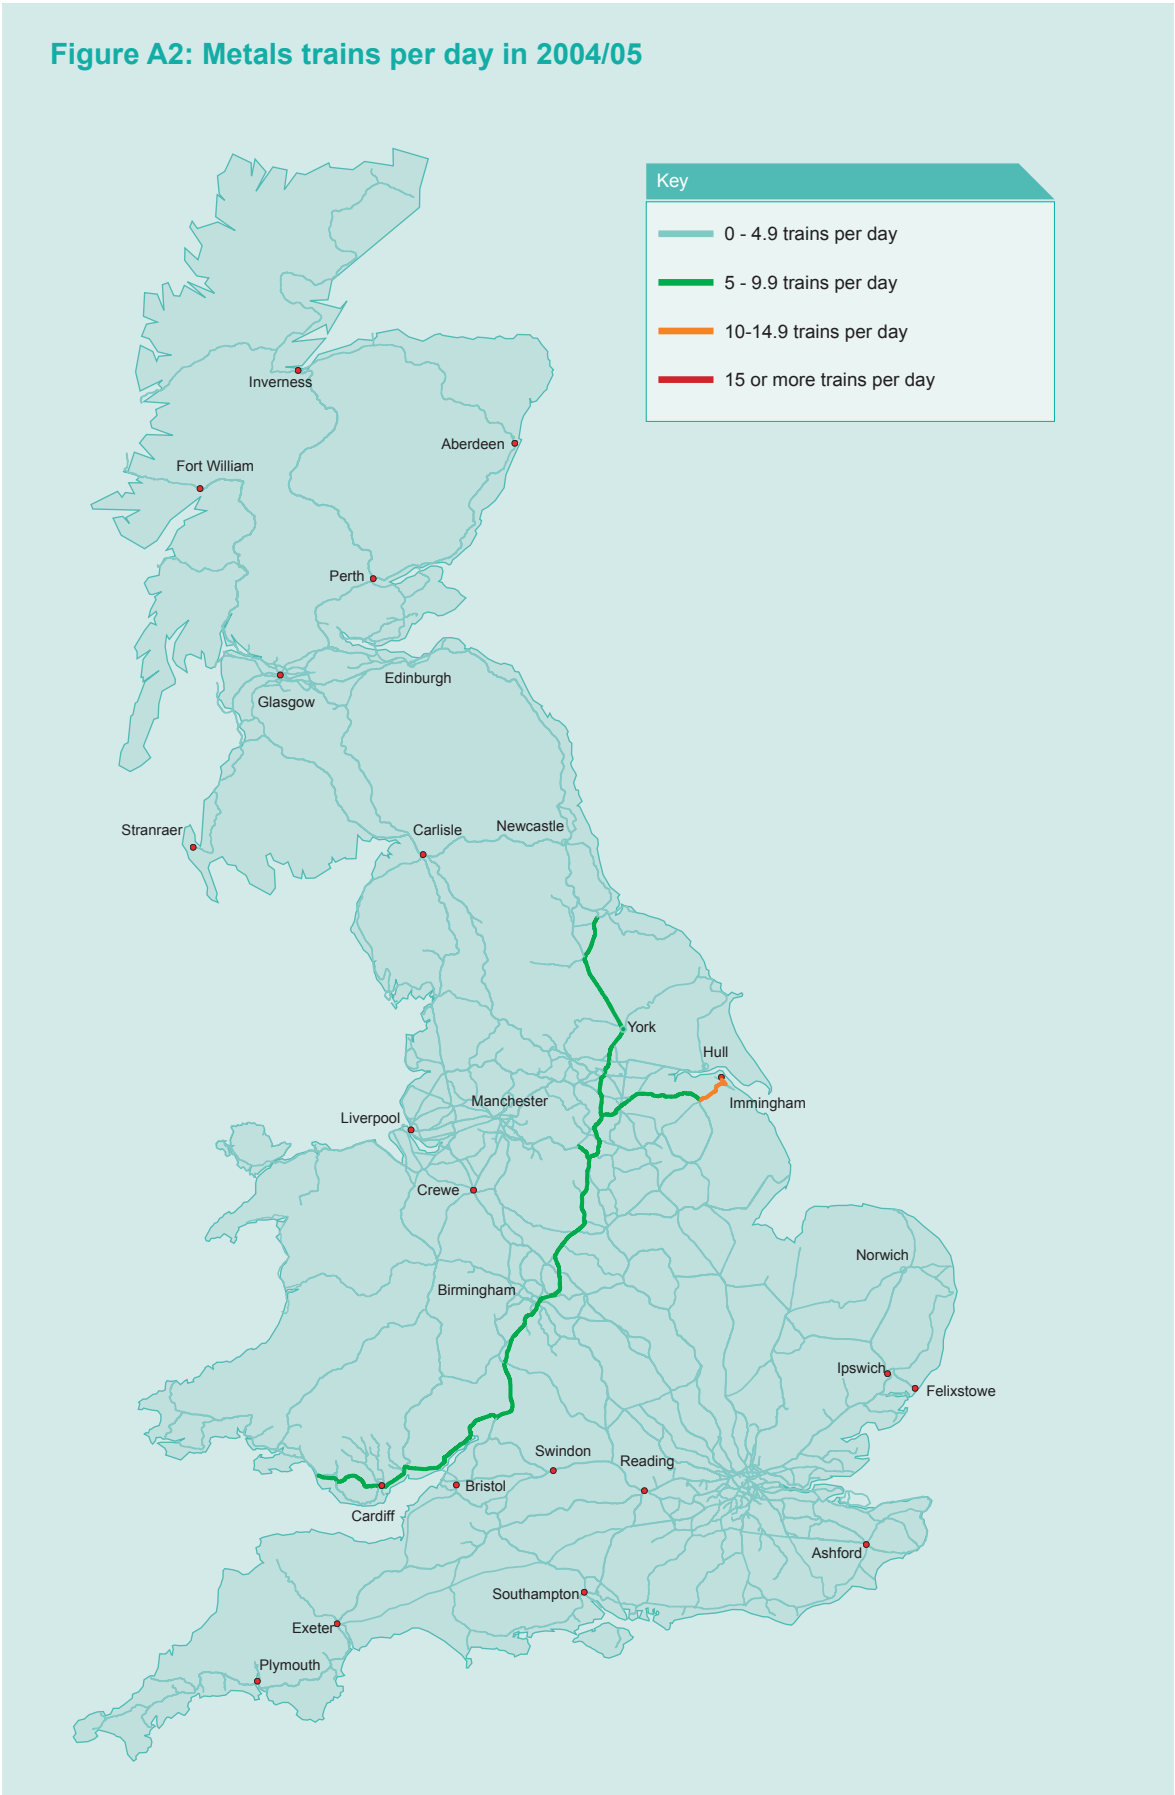 Figure A2: Metals trains per day in 2004/05
Key
0 - 4.9 trains per day
5 - 9.9 trains per day
10-14.9 trains per day
15 or more trains per day
Inverness
Aberdeen
Fort William
Perth
Edinburgh
Glasgow
Stranraer
Carlisle
Newcastle
York
Hull
Immingham
Manchester
Liverpool
Crewe
Norwich
Birmingham
Ipswich
Felixstowe
Swindon
Reading
Bristol
Cardiff
Ashford
Southampton
Exeter
Plymouth